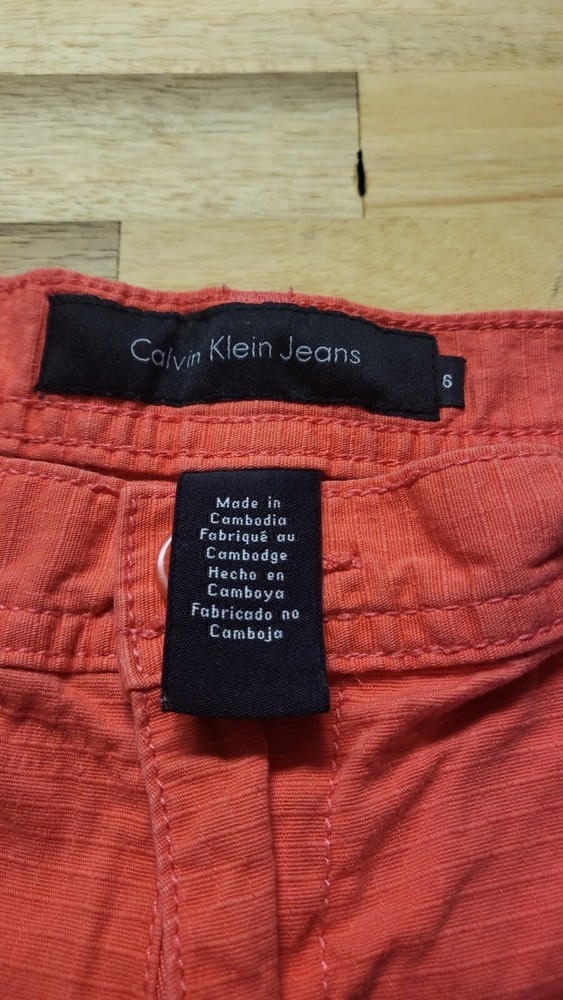 Calvin Klein Jeans
6
Made in
Cambodia
Fabriqué au
Cambodge
Hecho en
Camboya
Fabricado no
Camboja